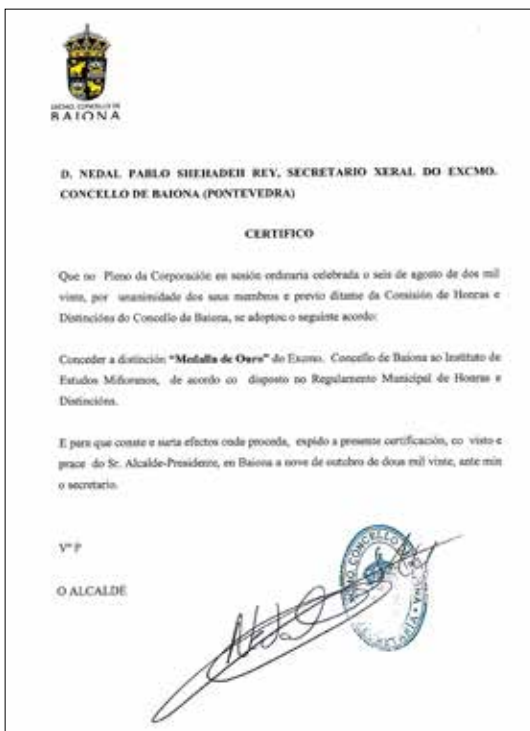 EXCMO. CONCELLO DE
BAIONA
D. NEDAL PABLO SHEHADEH REY, SECRETARIO XERAL DO EXCMO.
CONCELLO DE BAIONA (PONTEVEDRA)
CERTIFICO
Que no Pleno da Corporación en sesión ordinaria celebrada o seis de agosto de dos mil
vinte, por unanimidade dos seus membros e previo ditame da Comisión de Honras e
Distincións do Concello de Baiona, se adoptou o seguinte acordo:
Conceder a distinción "Medalla de Ouro" do Excmo. Concello de Baiona ao Instituto de
Estudos Miñoranos, de acordo co disposto no Regulamento Municipal de Honras e
Distincións.
E para que conste e surta efectos onde proceda, expido a presente certificación, co visto e
prace do Sr. Alcalde-Presidente, en Baiona a nove de outubro de dous mil vinte, ante min
o secretario.
Vº P
O ALCALDE
CONCELLO
SECRETARÍA